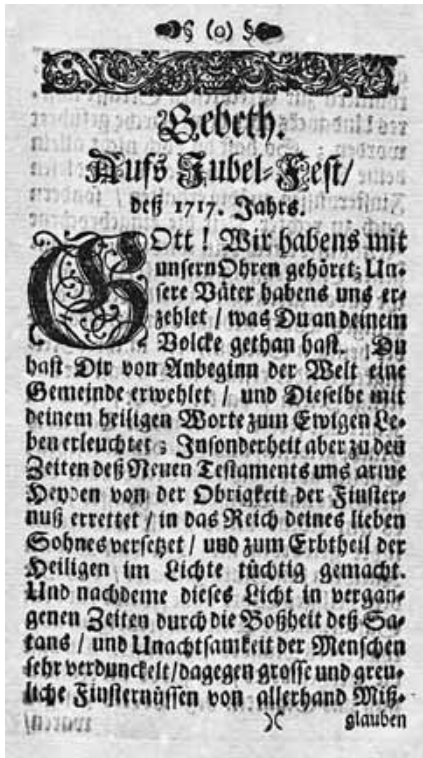 (0)
Gebeth.
Aufs Jubel-Fest/
deß 1717. Jahrs.
GOtt! Wir habens mit
unsern Ohren gehöret; Un-
sere Väter habens uns er-
zehlet / was Du an deinem
Volcke gethan hast. Du
hast Dir von Anbeginn der Welt eine
Gemeinde erwehlet / und Dieselbe mit
deinem heiligen Worte zum Ewigen Le-
ben erleuchtet; Insonderheit aber zu den
Zeiten deß Neuen Testaments uns arme
Heyden von der Obrigkeit der Finster-
nuß errettet / in das Reich deines lieben
Sohnes versetzet / und zum Erbtheil der
Heiligen im Lichte tüchtig gemacht.
Und nachdeme dieses Licht in vergan-
genen Zeiten durch die Boßheit deß Sa-
tans / und Unachtsamkeit der Menschen
sehr verdunckelt/dagegen grosse und greu-
liche Finsternüssen von allerhand Miß-
)( glauben